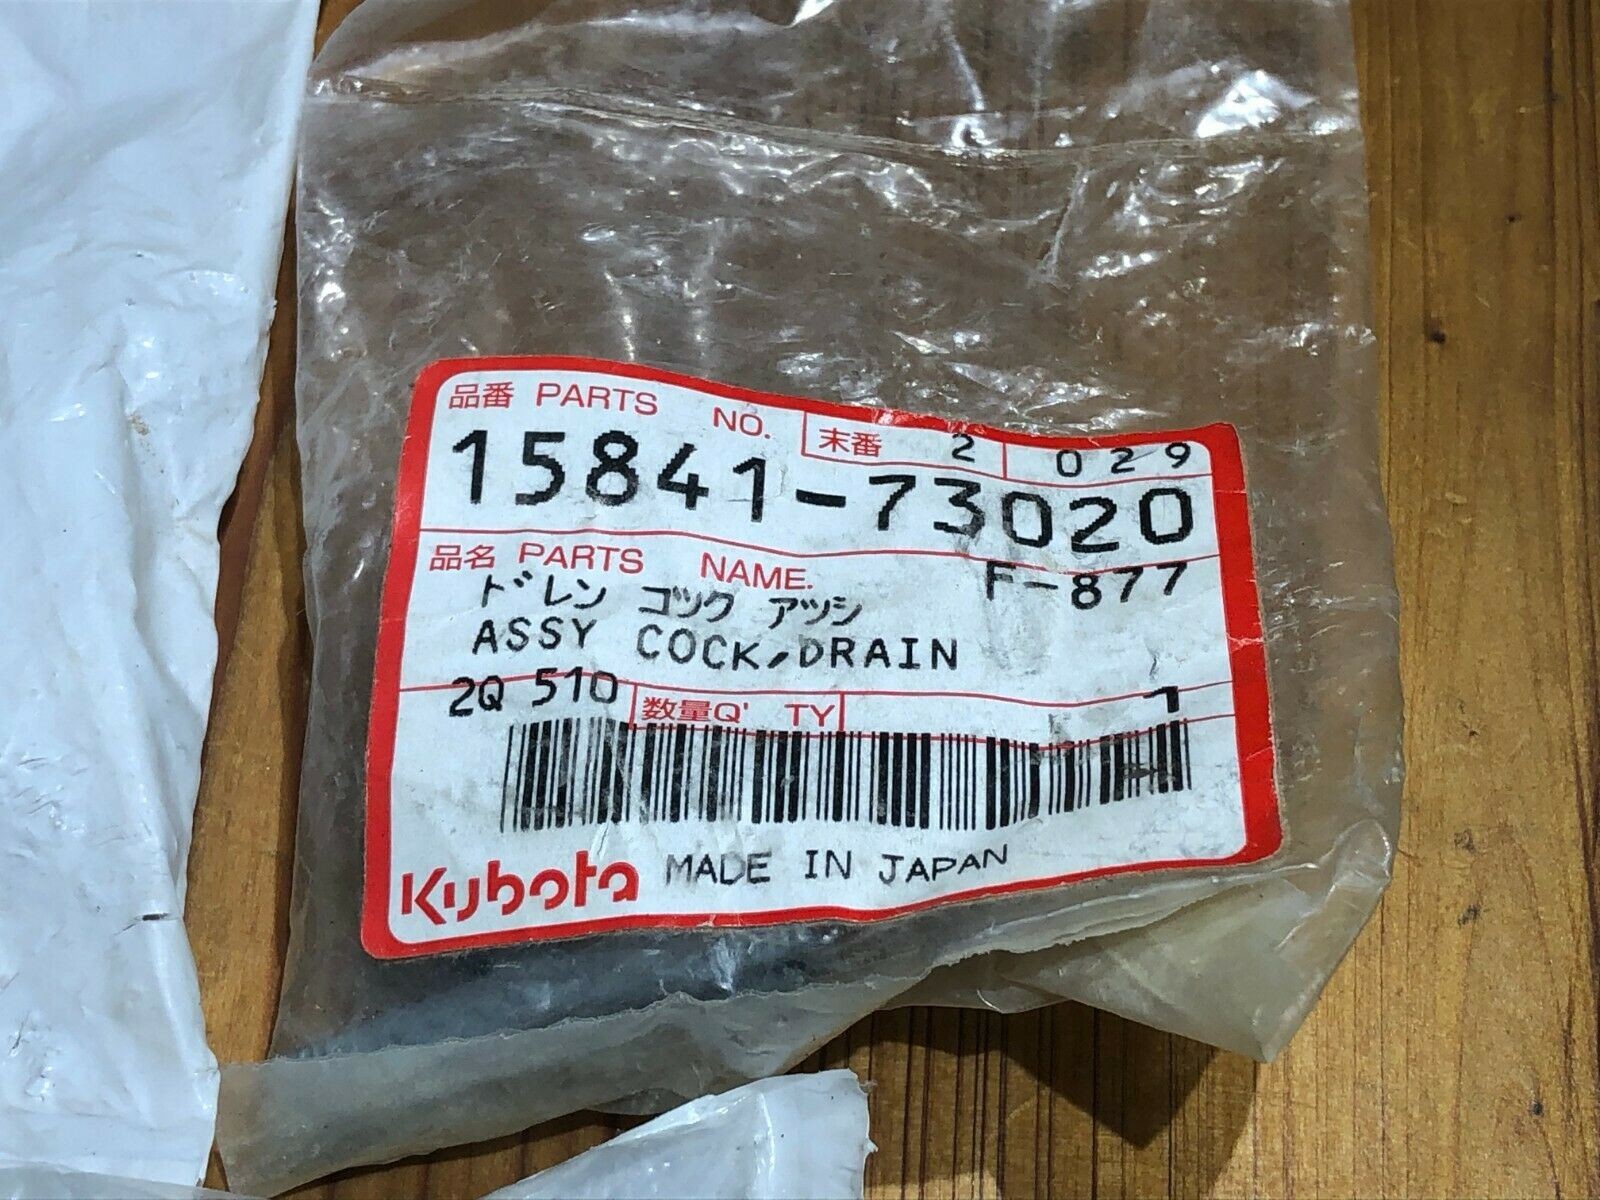 品番 PARTS NO. 末番 2 029
15841-73020
品名 PARTS NAME. F-877
ドレン コック アッシ
ASSY COCK,DRAIN
2Q 510 数量Q'TY 1
Kubota MADE IN JAPAN